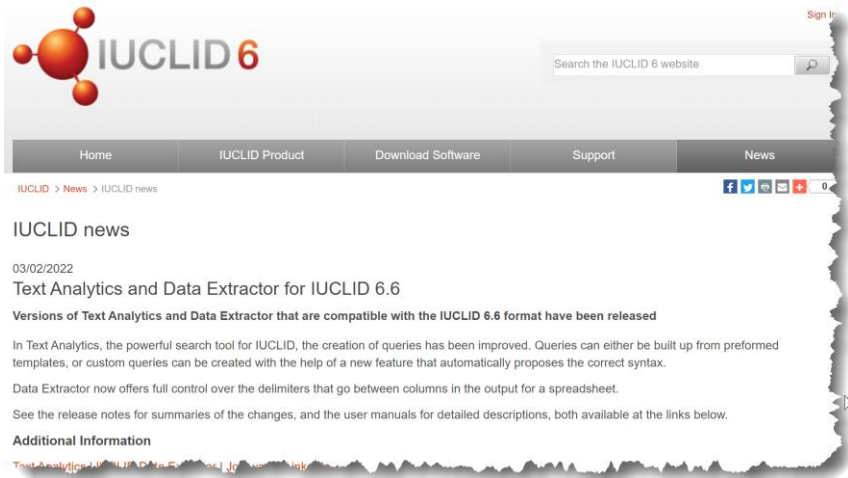 Sign In
IUCLID 6
Search the IUCLID 6 website
Home IUCLID Product Download Software Support News
IUCLID > News > IUCLID news
0
IUCLID news
03/02/2022
Text Analytics and Data Extractor for IUCLID 6.6
Versions of Text Analytics and Data Extractor that are compatible with the IUCLID 6.6 format have been released
In Text Analytics, the powerful search tool for IUCLID, the creation of queries has been improved. Queries can either be built up from preformed
templates, or custom queries can be created with the help of a new feature that automatically proposes the correct syntax.
Data Extractor now offers full control over the delimiters that go between columns in the output for a spreadsheet.
See the release notes for summaries of the changes, and the user manuals for detailed descriptions, both available at the links below.
Additional Information
Text Analytics